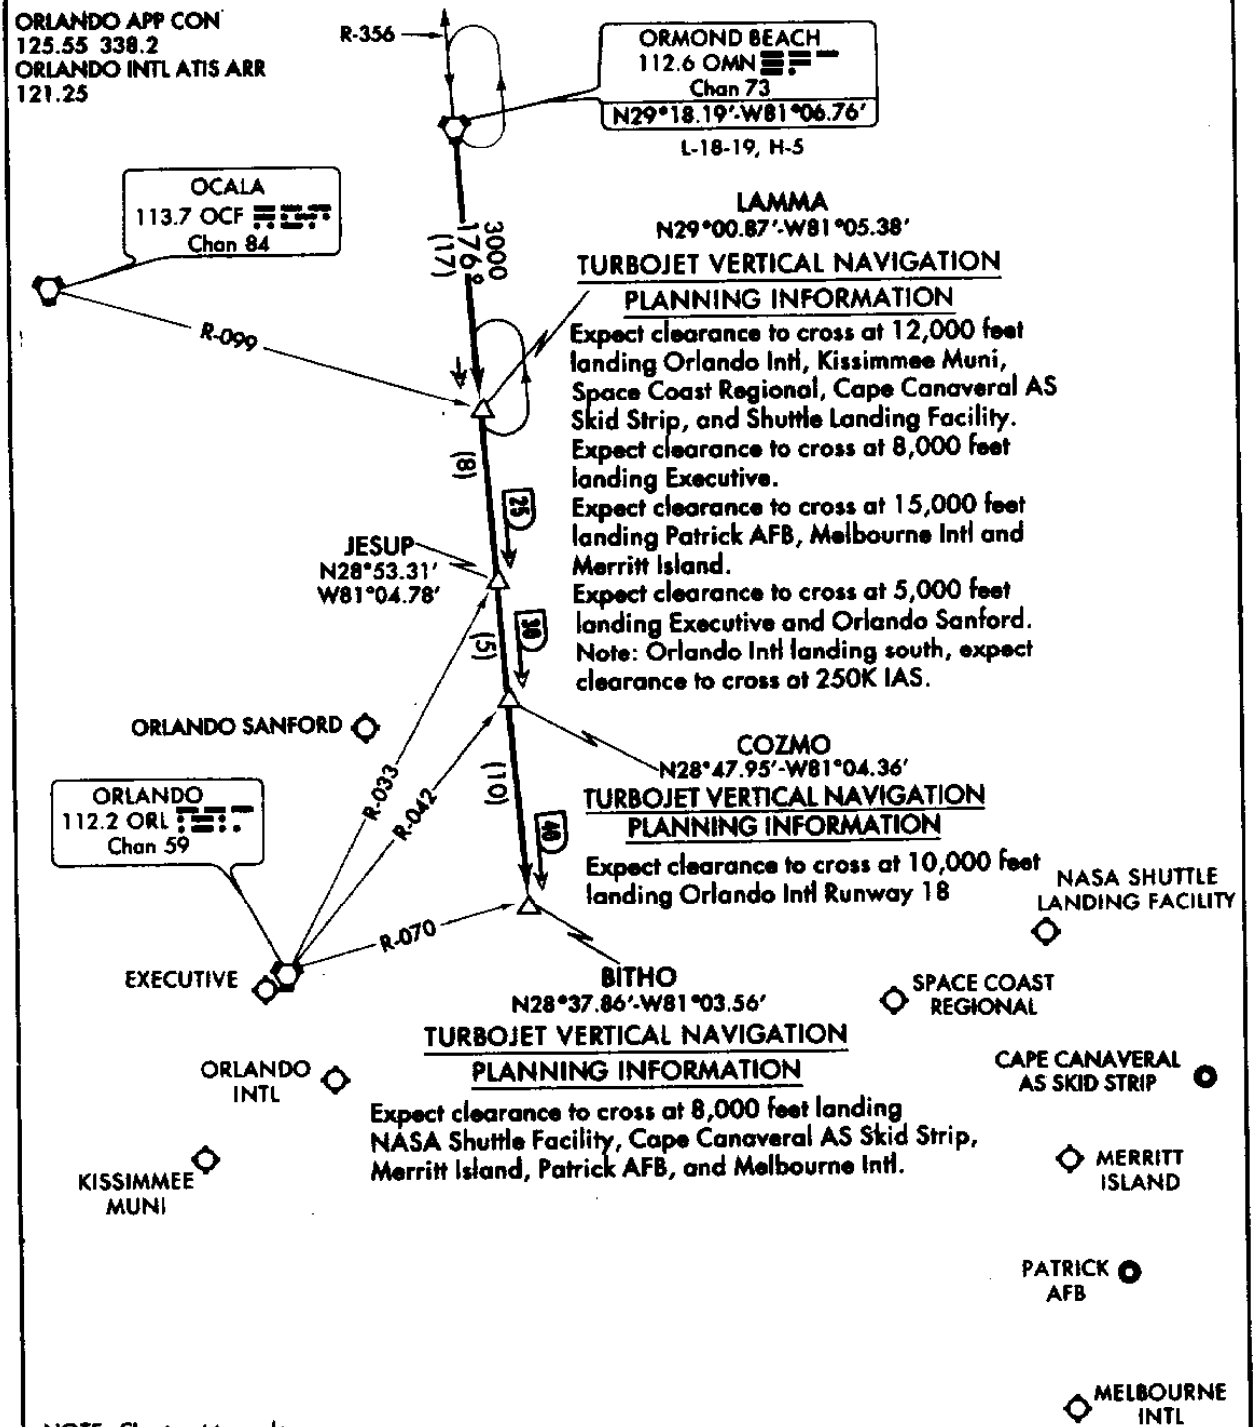 ORLANDO APP CON
125.55 338.2
ORLANDO INTL ATIS ARR
121.25
R-356
ORMOND BEACH
112.6 OMN
Chan 73
N29°18.19'-W81°06.76'
L-18-19, H-5
OCALA
113.7 OCF
Chan 84
R-099
3000
176°
(17)
LAMMA
N29°00.87'-W81°05.38'
TURBOJET VERTICAL NAVIGATION
PLANNING INFORMATION
Expect clearance to cross at 12,000 feet
landing Orlando Intl, Kissimmee Muni,
Space Coast Regional, Cape Canaveral AS
Skid Strip, and Shuttle Landing Facility.
Expect clearance to cross at 8,000 feet
landing Executive.
Expect clearance to cross at 15,000 feet
landing Patrick AFB, Melbourne Intl and
Merritt Island.
Expect clearance to cross at 5,000 feet
landing Executive and Orlando Sanford.
Note: Orlando Intl landing south, expect
clearance to cross at 250K IAS.
(8)
25
JESUP
N28°53.31'
W81°04.78'
(5)
30
ORLANDO SANFORD
COZMO
N28°47.95'-W81°04.36'
TURBOJET VERTICAL NAVIGATION
PLANNING INFORMATION
Expect clearance to cross at 10,000 feet
landing Orlando Intl Runway 18
(10)
40
R-033
R-042
ORLANDO
112.2 ORL
Chan 59
R-070
EXECUTIVE
NASA SHUTTLE
LANDING FACILITY
SPACE COAST
REGIONAL
BITHO
N28°37.86'-W81°03.56'
TURBOJET VERTICAL NAVIGATION
PLANNING INFORMATION
Expect clearance to cross at 8,000 feet landing
NASA Shuttle Facility, Cape Canaveral AS Skid Strip,
Merritt Island, Patrick AFB, and Melbourne Intl.
ORLANDO
INTL
CAPE CANAVERAL
AS SKID STRIP
KISSIMMEE
MUNI
MERRITT
ISLAND
PATRICK
AFB
MELBOURNE
INTL